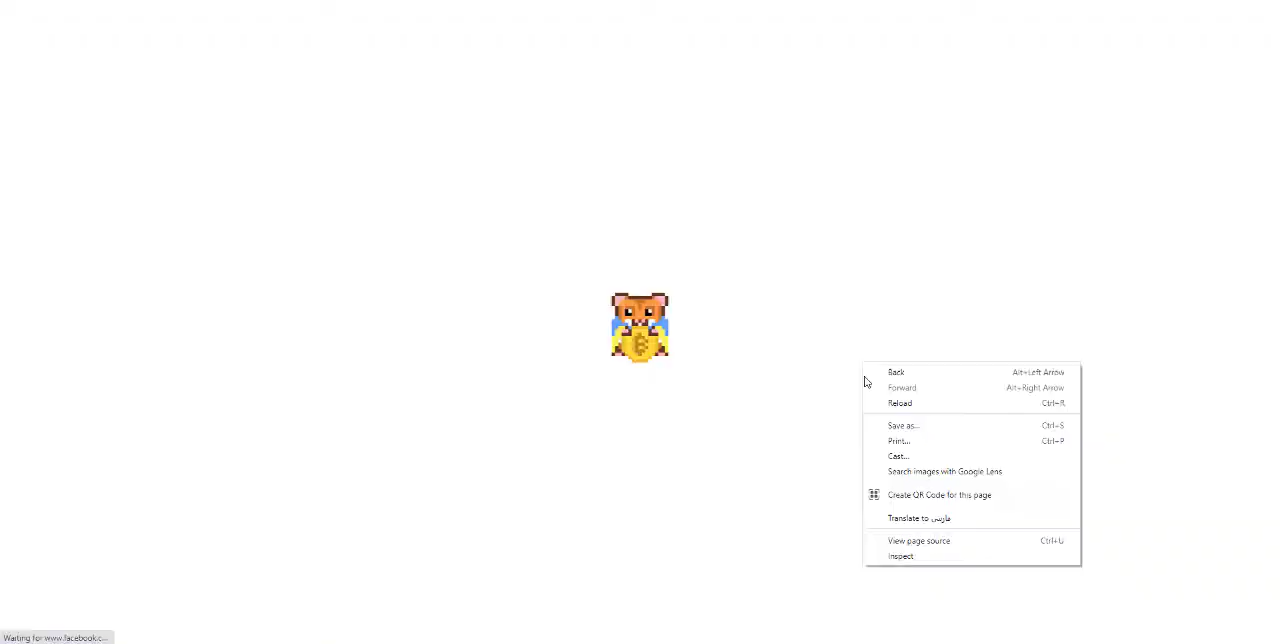 Back Alt+Left Arrow
Forward Alt+Right Arrow
Reload Ctrl+R
Save as... Ctrl+S
Print... Ctrl+P
Cast...
Search images with Google Lens
Create QR Code for this page
Translate to فارسی
View page source Ctrl+U
Inspect
Waiting for www.facebook.c...